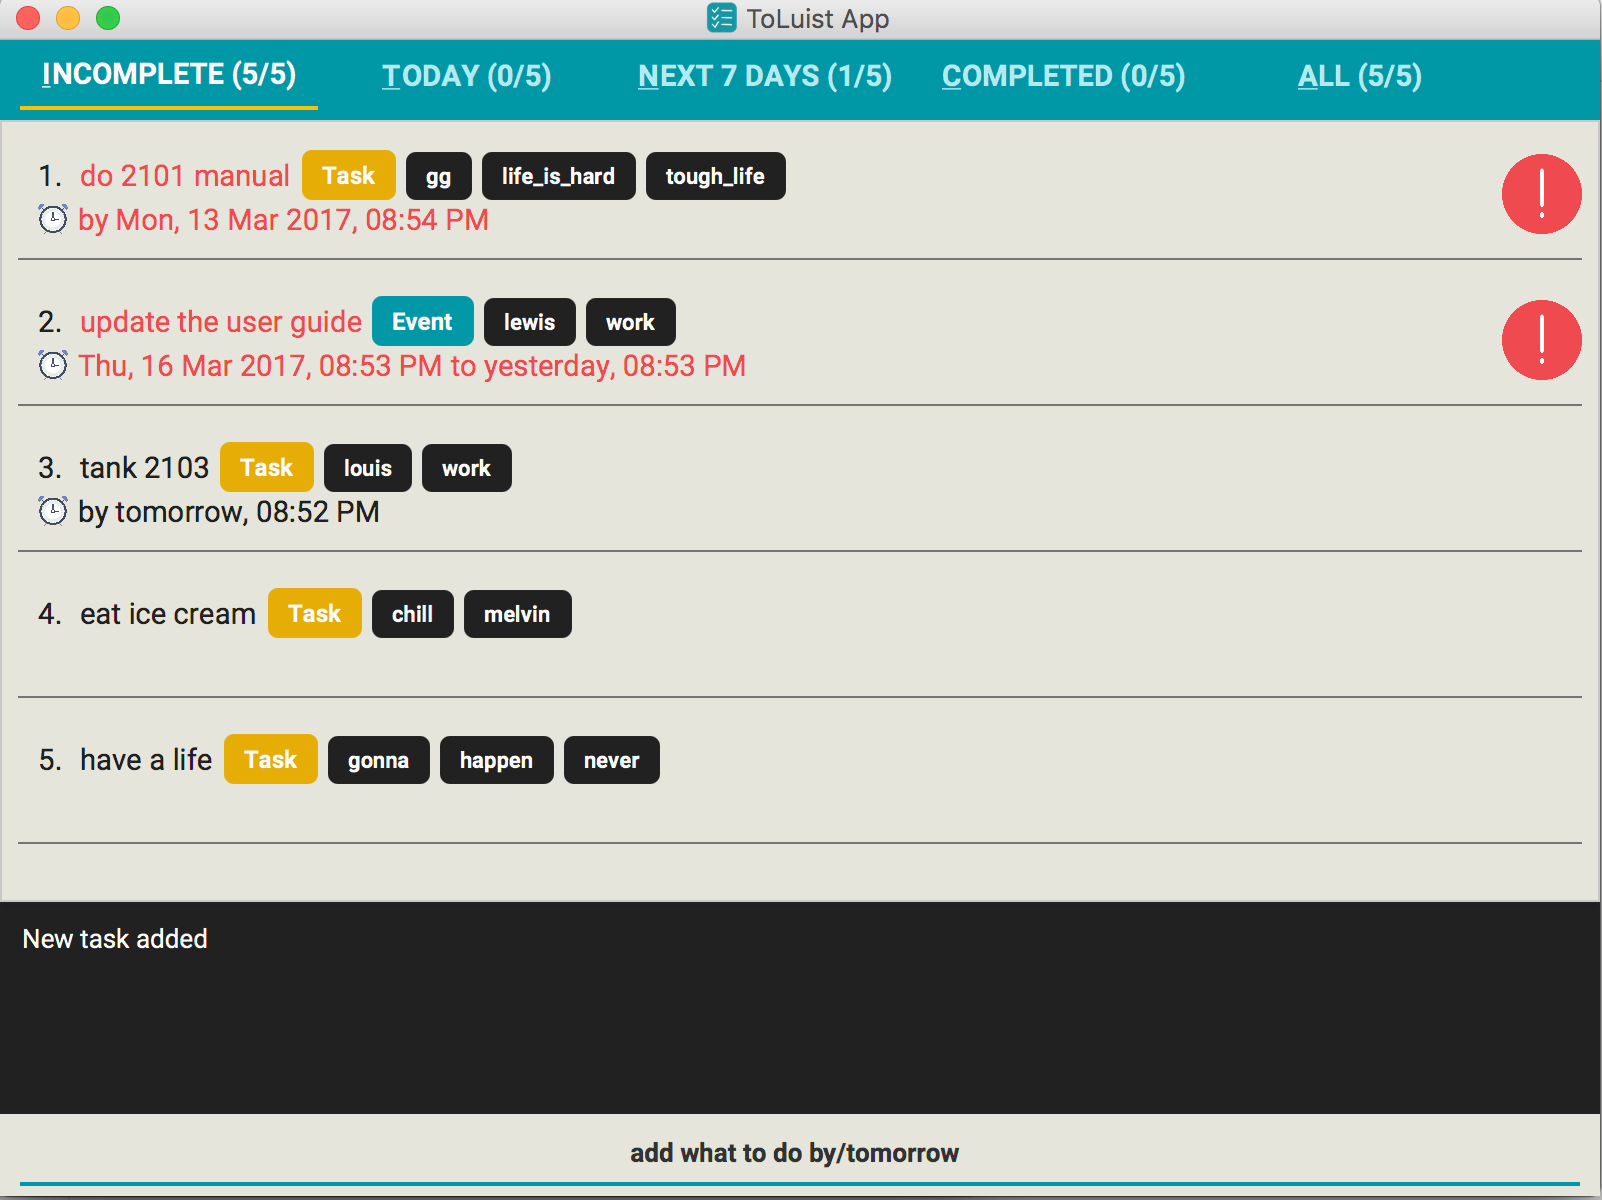 ToLuist App
INCOMPLETE (5/5) TODAY (0/5) NEXT 7 DAYS (1/5) COMPLETED (0/5) ALL (5/5)
1. do 2101 manual Task gg life_is_hard tough_life
by Mon, 13 Mar 2017, 08:54 PM
2. update the user guide Event lewis work
Thu, 16 Mar 2017, 08:53 PM to yesterday, 08:53 PM
3. tank 2103 Task louis work
by tomorrow, 08:52 PM
4. eat ice cream Task chill melvin
5. have a life Task gonna happen never
New task added
add what to do by/tomorrow